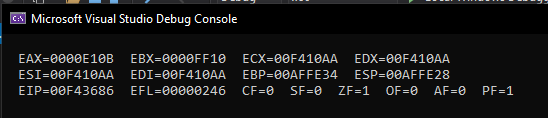 Microsoft Visual Studio Debug Console
EAX=0000E10B EBX=0000FF10 ECX=00F410AA EDX=00F410AA
ESI=00F410AA EDI=00F410AA EBP=00AFFE34 ESP=00AFFE28
EIP=00F43686 EFL=00000246 CF=0 SF=0 ZF=1 OF=0 AF=0 PF=1